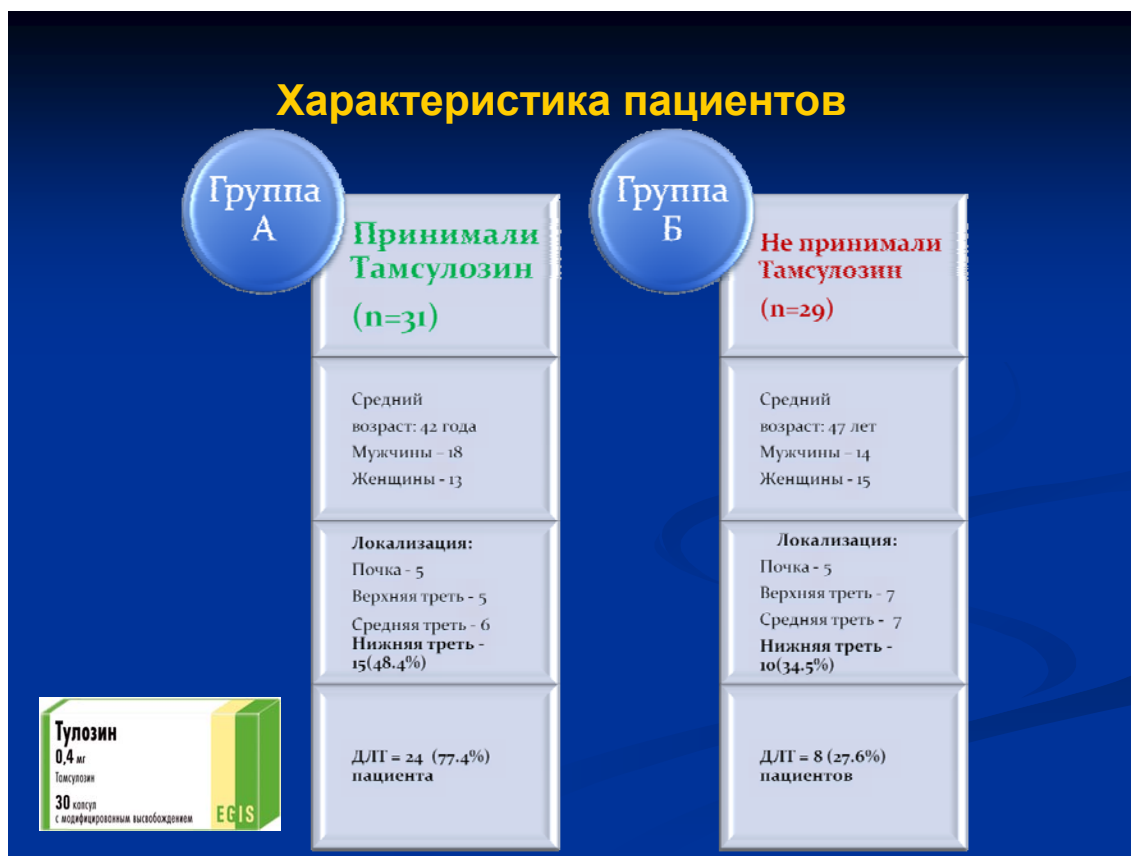 Характеристика пациентов
Группа
А
Принимали
Тамсулозин
(n=31)
Средний
возраст: 42 года
Мужчины – 18
Женщины - 13
Локализация:
Почка - 5
Верхняя треть - 5
Средняя треть - 6
Нижняя треть -
15(48.4%)
ДЛТ = 24 (77.4%)
пациента
Группа
Б
Не принимали
Тамсулозин
(n=29)
Средний
возраст: 47 лет
Мужчины – 14
Женщины - 15
Локализация:
Почка - 5
Верхняя треть - 7
Средняя треть - 7
Нижняя треть -
10(34.5%)
ДЛТ = 8 (27.6%)
пациентов
Тулозин
0,4 мг
Тамсулозин
30 капсул
с модифицированным высвобождением
EGIS